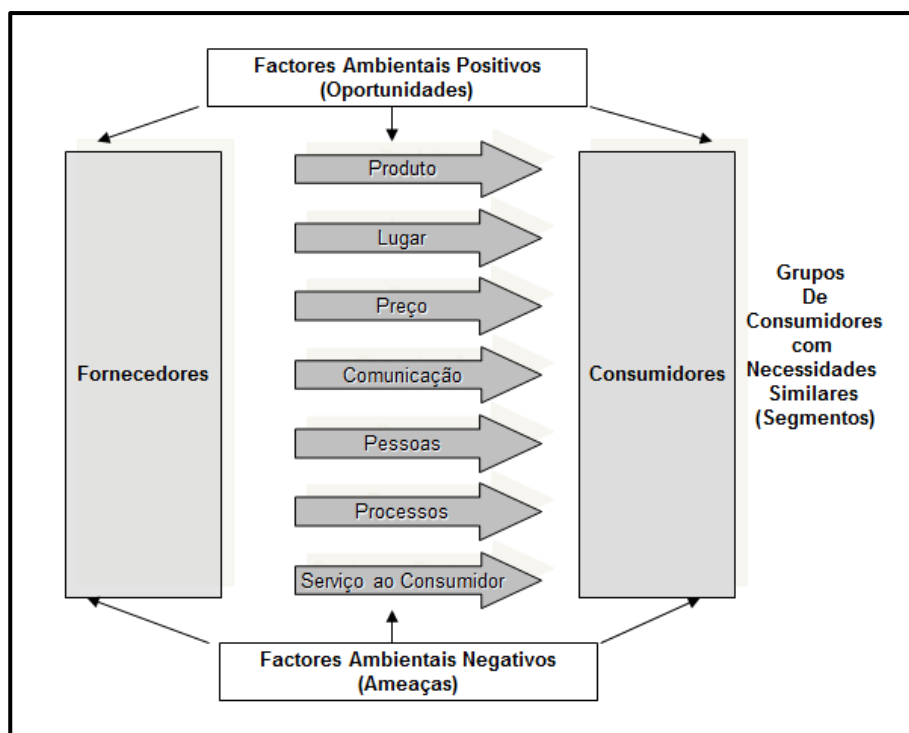 Factores Ambientais Positivos
(Oportunidades)
Produto
Lugar
Preço
Fornecedores
Comunicação
Consumidores
Pessoas
Processos
Serviço ao Consumidor
Grupos
De
Consumidores
com
Necessidades
Similares
(Segmentos)
Factores Ambientais Negativos
(Ameaças)